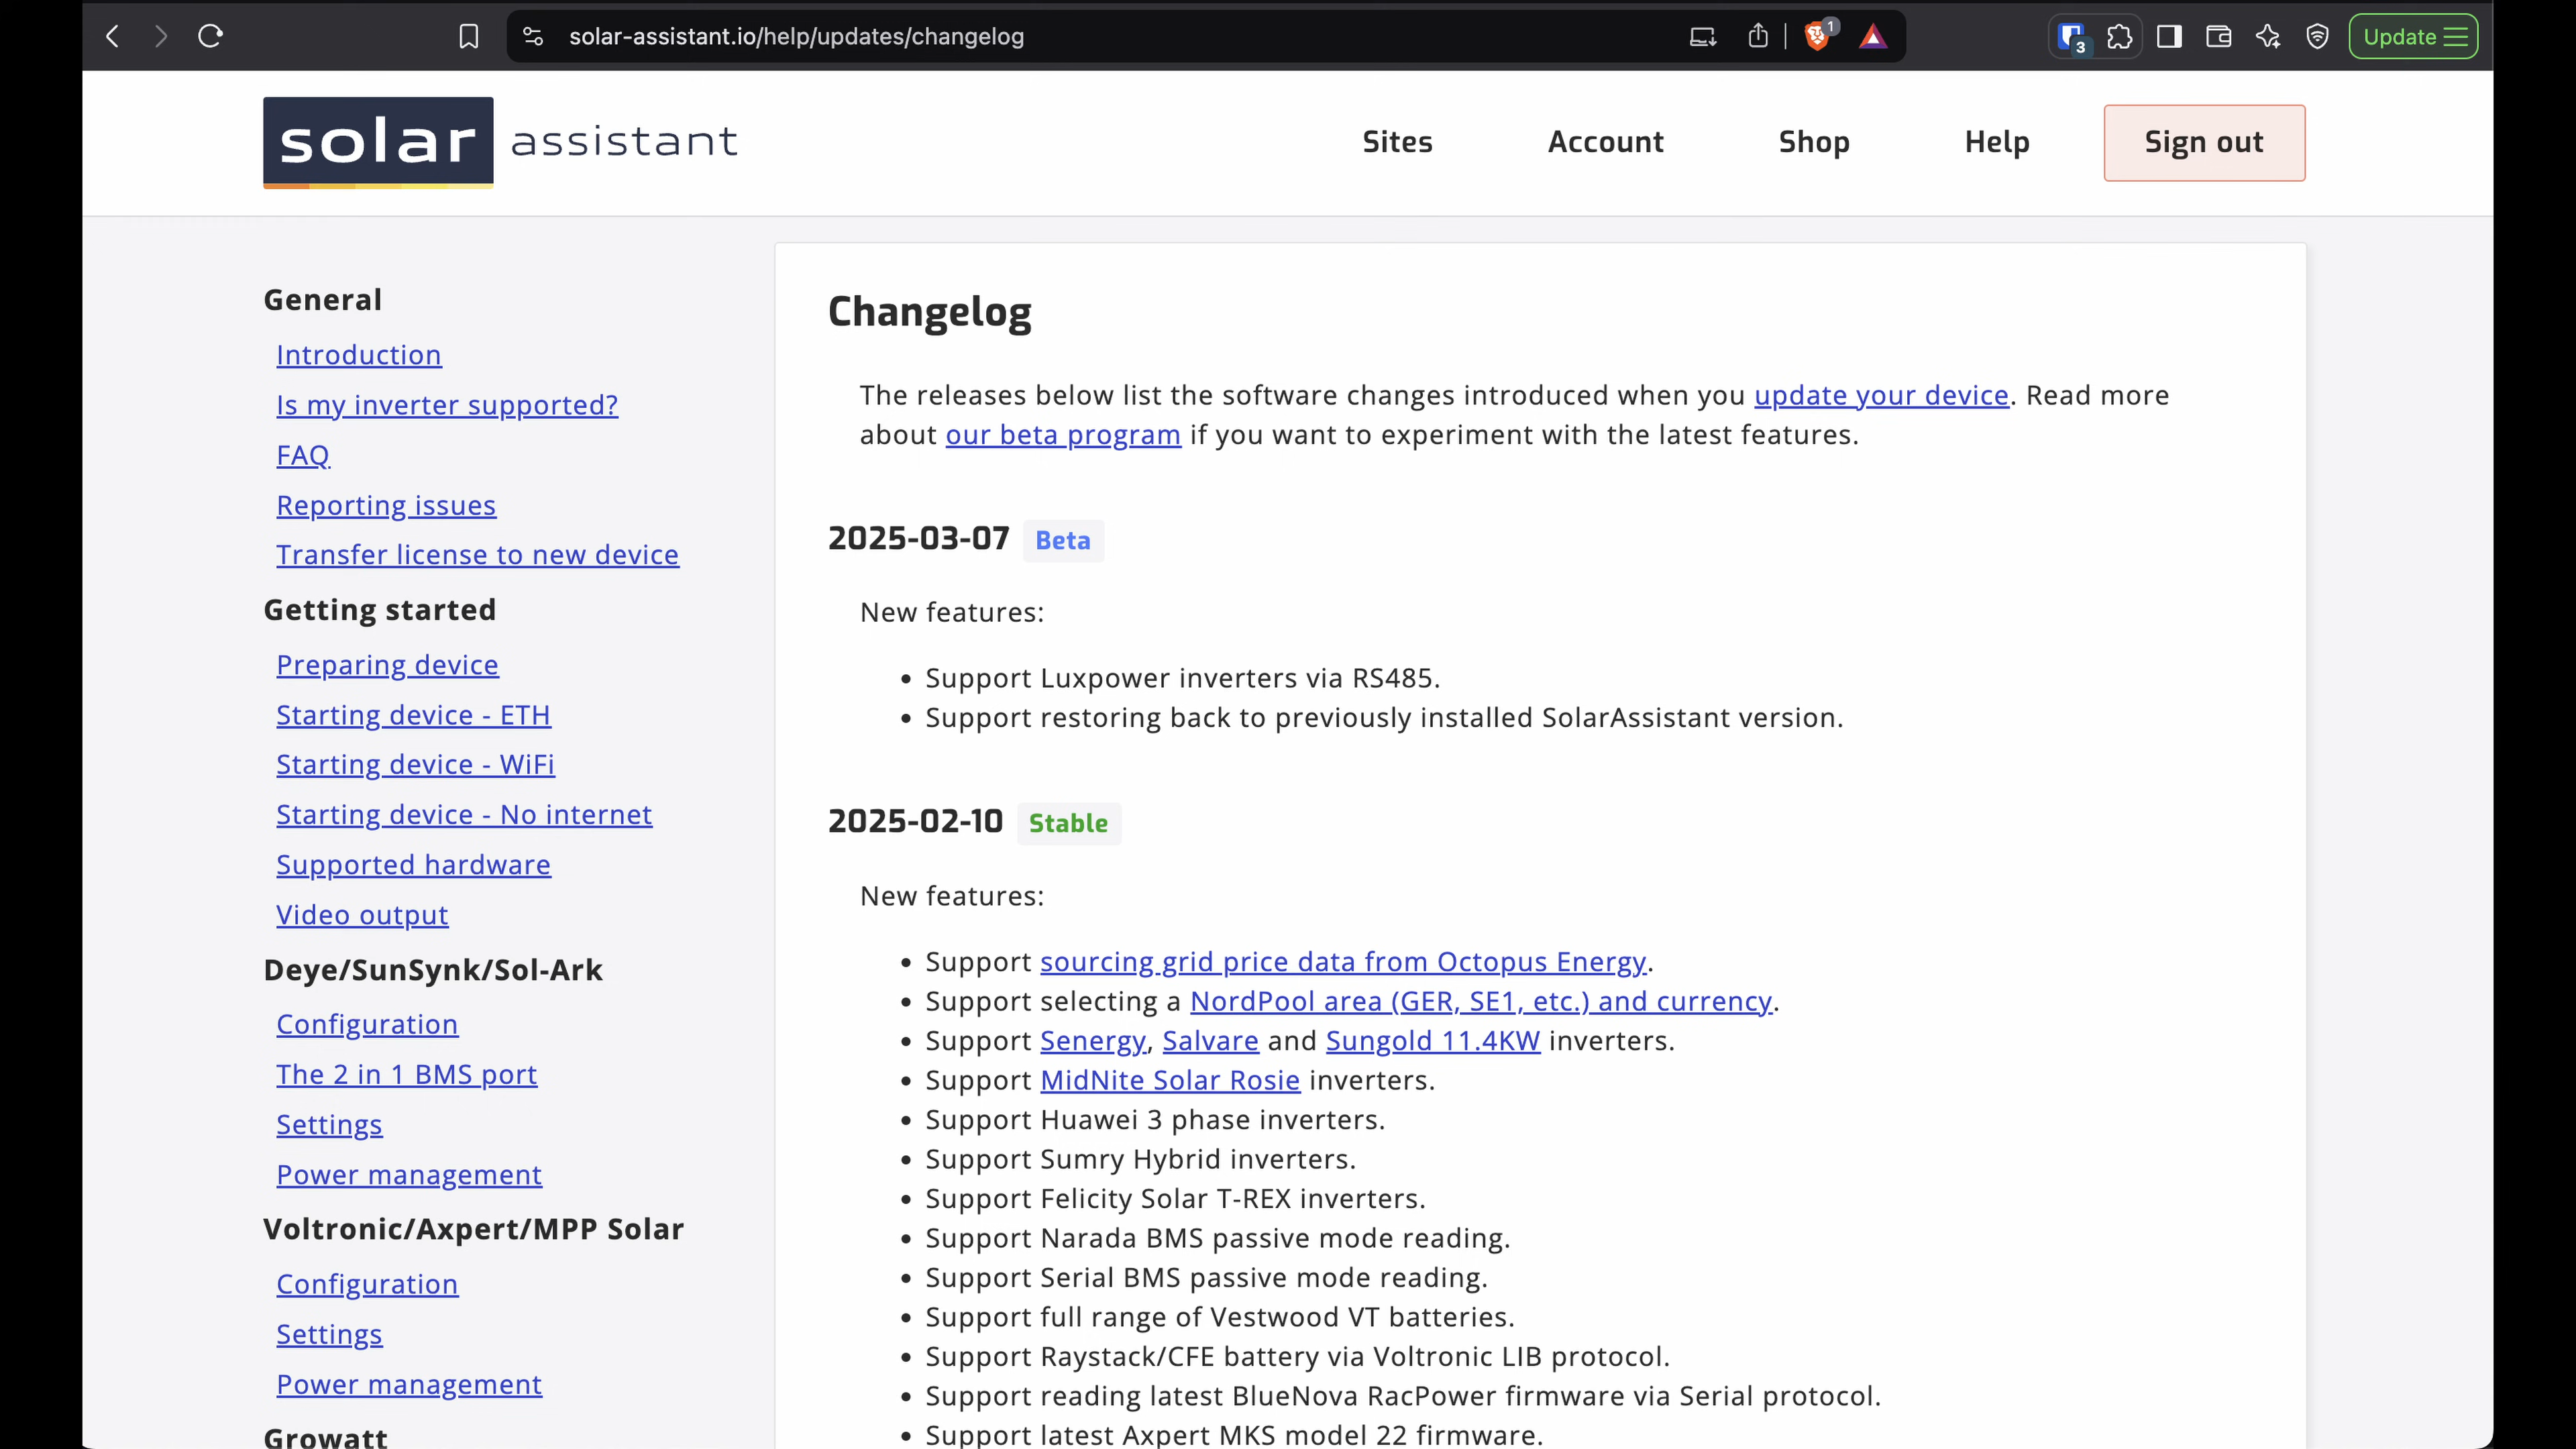 solar-assistant.io/help/updates/changelog
1
3
Update
solar assistant
Sites
Account
Shop
Help
Sign out
General
Introduction
Is my inverter supported?
FAQ
Reporting issues
Transfer license to new device
Getting started
Preparing device
Starting device - ETH
Starting device - WiFi
Starting device - No internet
Supported hardware
Video output
Deye/SunSynk/Sol-Ark
Configuration
The 2 in 1 BMS port
Settings
Power management
Voltronic/Axpert/MPP Solar
Configuration
Settings
Power management
Growatt
Changelog
The releases below list the software changes introduced when you update your device. Read more
about our beta program if you want to experiment with the latest features.
2025-03-07 Beta
New features:
• Support Luxpower inverters via RS485.
• Support restoring back to previously installed SolarAssistant version.
2025-02-10 Stable
New features:
• Support sourcing grid price data from Octopus Energy.
• Support selecting a NordPool area (GER, SE1, etc.) and currency.
• Support Senergy, Salvare and Sungold 11.4KW inverters.
• Support MidNite Solar Rosie inverters.
• Support Huawei 3 phase inverters.
• Support Sumry Hybrid inverters.
• Support Felicity Solar T-REX inverters.
• Support Narada BMS passive mode reading.
• Support Serial BMS passive mode reading.
• Support full range of Vestwood VT batteries.
• Support Raystack/CFE battery via Voltronic LIB protocol.
• Support reading latest BlueNova RacPower firmware via Serial protocol.
• Support latest Axpert MKS model 22 firmware.